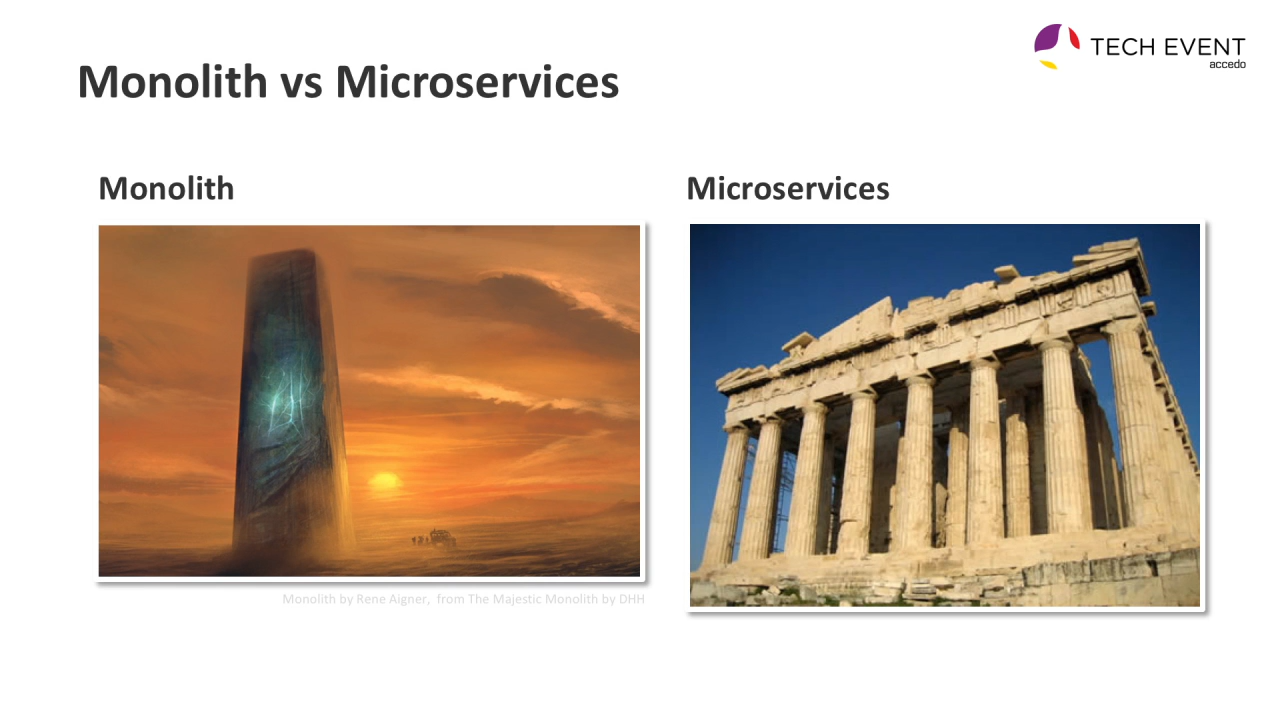 TECH EVENT
accedo
Monolith vs Microservices
Monolith
Microservices
Monolith by Rene Aigner,  from The Majestic Monolith by DHH